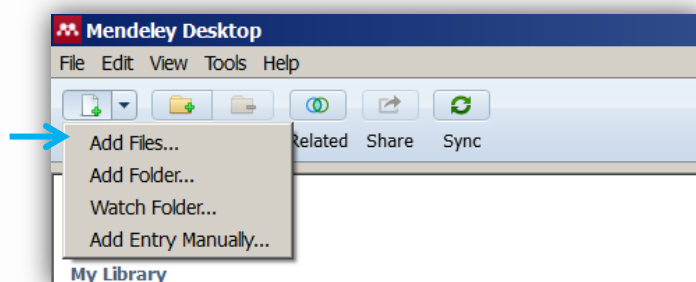 Mendeley Desktop
File Edit View Tools Help
Related Share Sync
Add Files...
Add Folder...
Watch Folder...
Add Entry Manually...
My Library